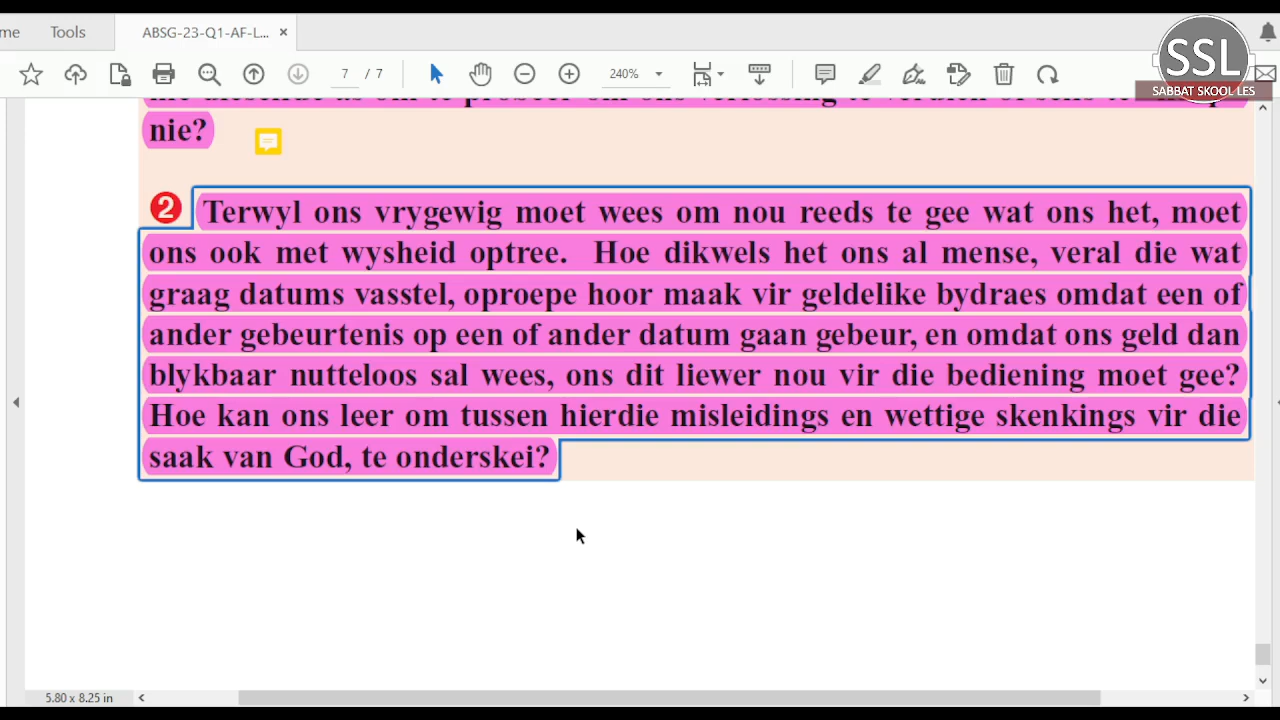 me Tools ABSG-23-Q1-AF-L... ×
SSL
SABBAT SKOOL LES
7 / 7 240%
nie?
2 Terwyl ons vrygewig moet wees om nou reeds te gee wat ons het, moet
ons ook met wysheid optree. Hoe dikwels het ons al mense, veral die wat
graag datums vasstel, oproepe hoor maak vir geldelike bydraes omdat een of
ander gebeurtenis op een of ander datum gaan gebeur, en omdat ons geld dan
blykbaar nutteloos sal wees, ons dit liewer nou vir die bediening moet gee?
Hoe kan ons leer om tussen hierdie misleidings en wettige skenkings vir die
saak van God, te onderskei?
5.80 x 8.25 in